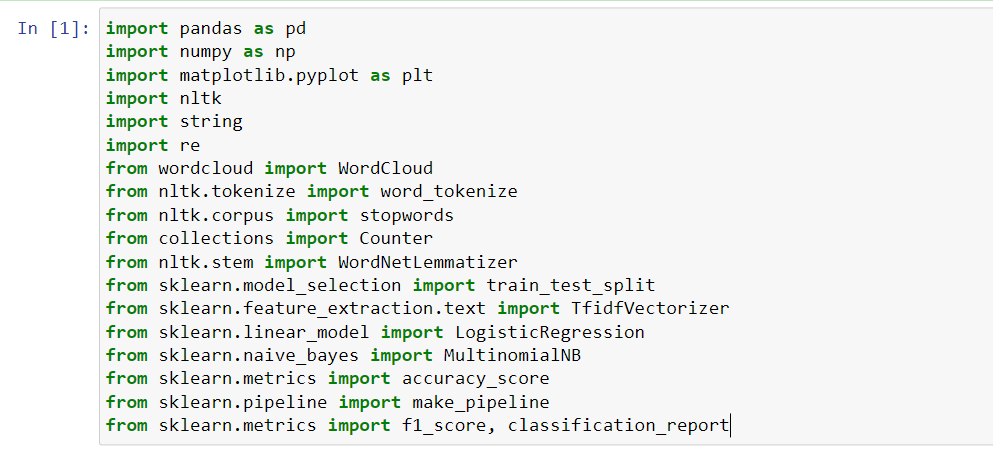 In [1]: import pandas as pd
import numpy as np
import matplotlib.pyplot as plt
import nltk
import string
import re
from wordcloud import WordCloud
from nltk.tokenize import word_tokenize
from nltk.corpus import stopwords
from collections import Counter
from nltk.stem import WordNetLemmatizer
from sklearn.model_selection import train_test_split
from sklearn.feature_extraction.text import TfidfVectorizer
from sklearn.linear_model import LogisticRegression
from sklearn.naive_bayes import MultinomialNB
from sklearn.metrics import accuracy_score
from sklearn.pipeline import make_pipeline
from sklearn.metrics import f1_score, classification_report